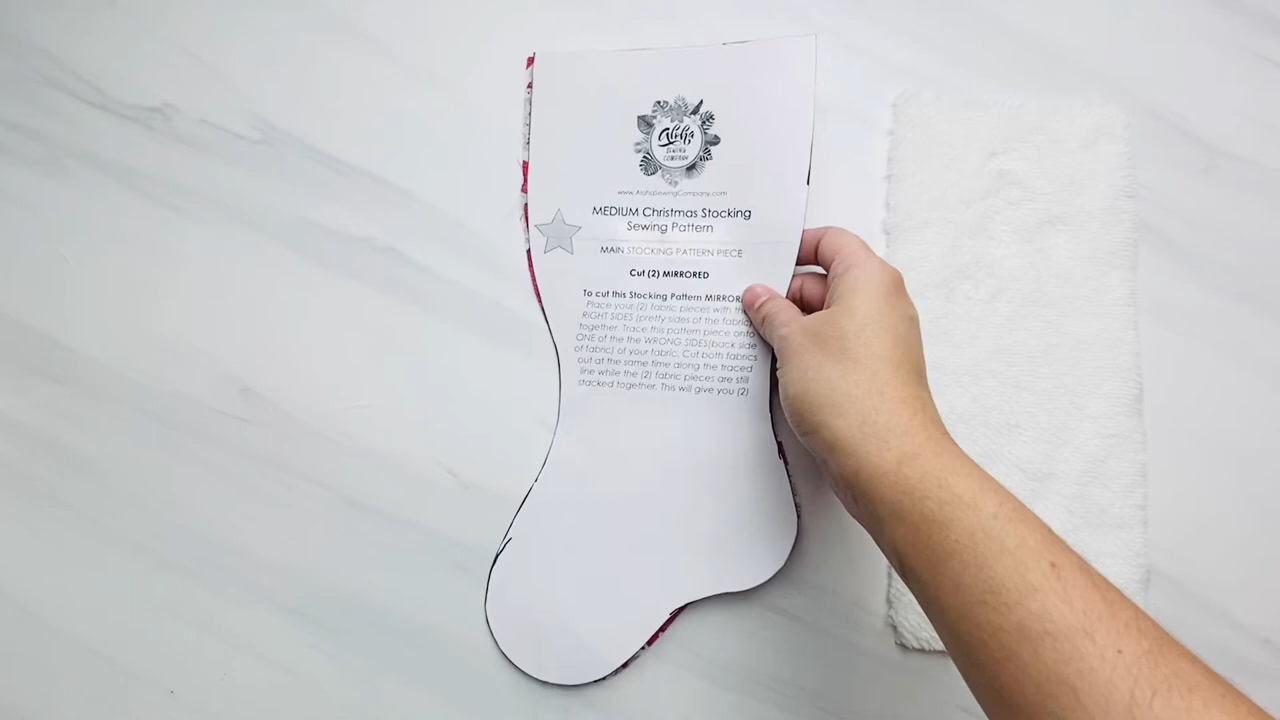 Aloha
SEWING
COMPANY
www.AlohaSewingCompany.com
MEDIUM Christmas Stocking
Sewing Pattern
MAIN STOCKING PATTERN PIECE
Cut (2) MIRRORED
To cut this Stocking Pattern MIRROR
Place your (2) fabric pieces with th
RIGHT SIDES (pretty sides of the fabric)
together. Trace this pattern piece onto
ONE of the the WRONG SIDES(back side
of fabric) of your fabric. Cut both fabrics
out at the same time along the traced
line while the (2) fabric pieces are still
stacked together. This will give you (2)